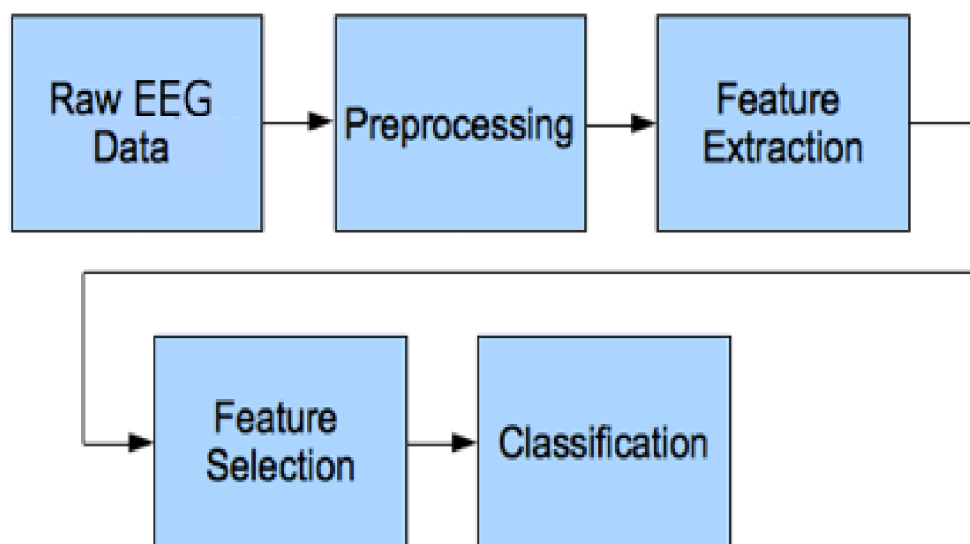 Raw EEG
Data
Preprocessing
Feature
Extraction
Feature
Selection
Classification